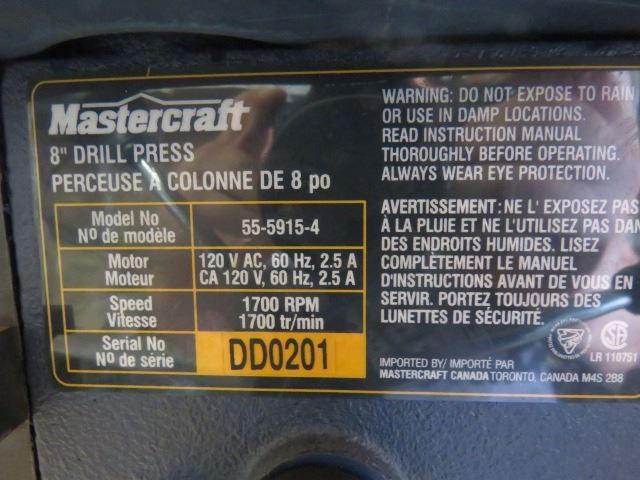 Mastercraft
8" DRILL PRESS
PERCEUSE À COLONNE DE 8 po
Model No
Nº de modèle
55-5915-4
Motor
Moteur
120 V AC, 60 Hz, 2.5 A
CA 120 V, 60 Hz, 2.5 A
Speed
Vitesse
1700 RPM
1700 tr/min
Serial No
Nº de série
DD0201
WARNING: DO NOT EXPOSE TO RAIN
OR USE IN DAMP LOCATIONS.
READ INSTRUCTION MANUAL
THOROUGHLY BEFORE OPERATING.
ALWAYS WEAR EYE PROTECTION.
AVERTISSEMENT: NE L' EXPOSEZ PAS
À LA PLUIE ET NE L'UTILISEZ PAS DAN
DES ENDROITS HUMIDES. LISEZ
COMPLÈTEMENT LE MANUEL
D'INSTRUCTIONS AVANT DE VOUS EN
SERVIR. PORTEZ TOUJOURS DES
LUNETTES DE SÉCURITÉ.
SA
LR 110751
IMPORTED BY/ IMPORTÉ PAR
MASTERCRAFT CANADA TORONTO, CANADA M4S 2B8